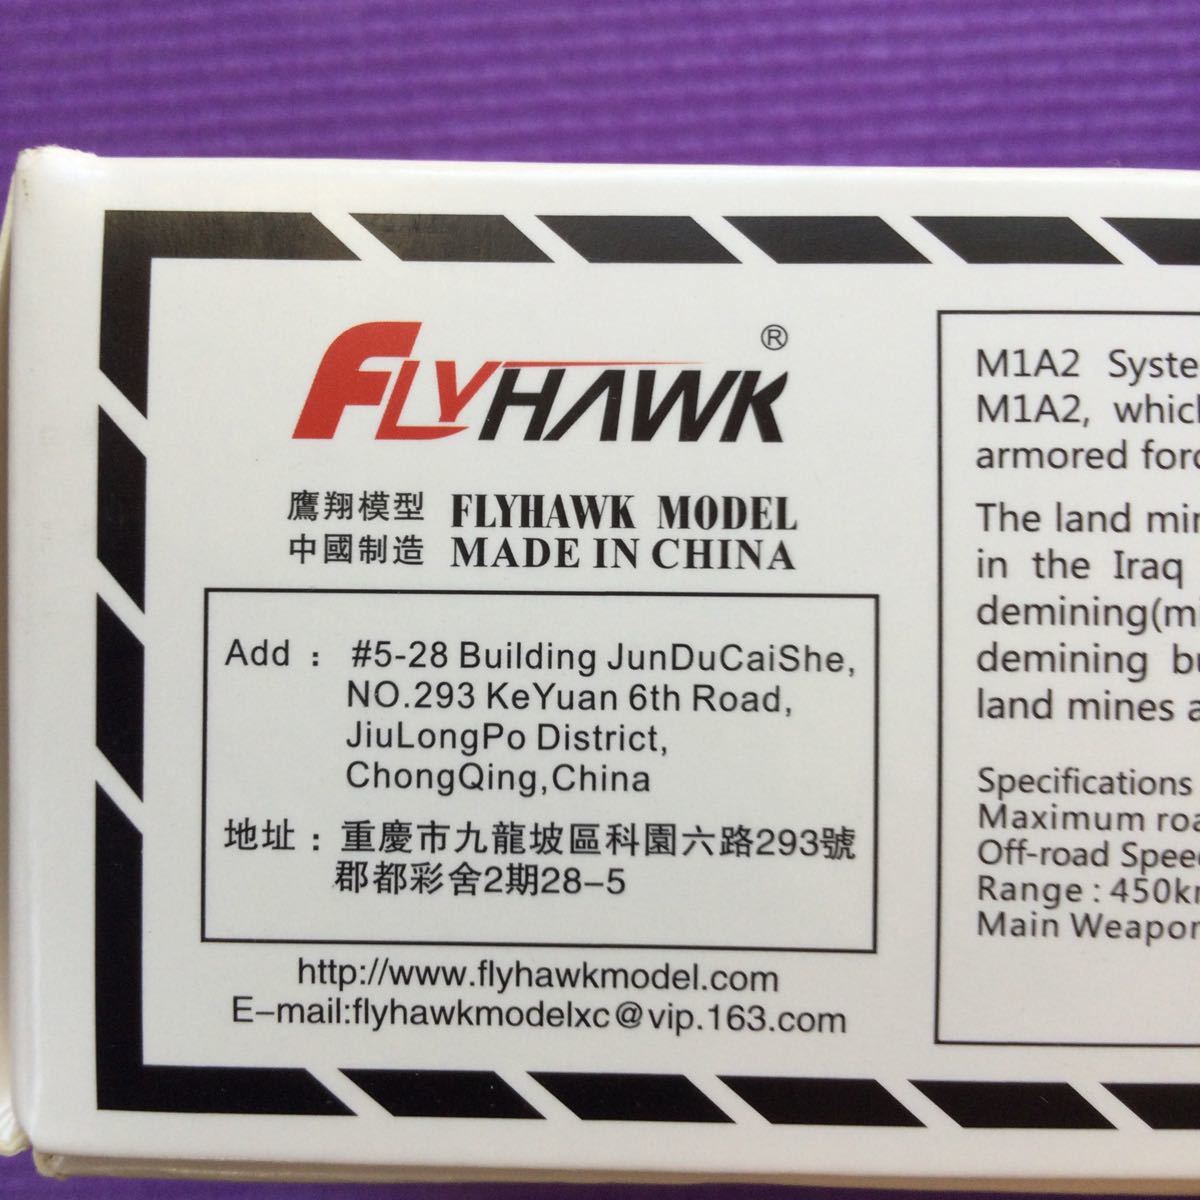 FLYHAWK®
鷹翔模型 FLYHAWK MODEL
中國制造 MADE IN CHINA
Add : #5-28 Building JunDuCaiShe,
NO.293 KeYuan 6th Road,
JiuLongPo District,
ChongQing,China
地址 : 重慶市九龍坡區科園六路293號
郡都彩舍2期28-5
http://www.flyhawkmodel.com
E-mail:flyhawkmodelxc@vip.163.com
M1A2 Syste
M1A2, which
armored forc
The land min
in the Iraq
demining(mi
demining bu
land mines a
Specifications
Maximum roa
Off-road Speed
Range : 450km
Main Weapon